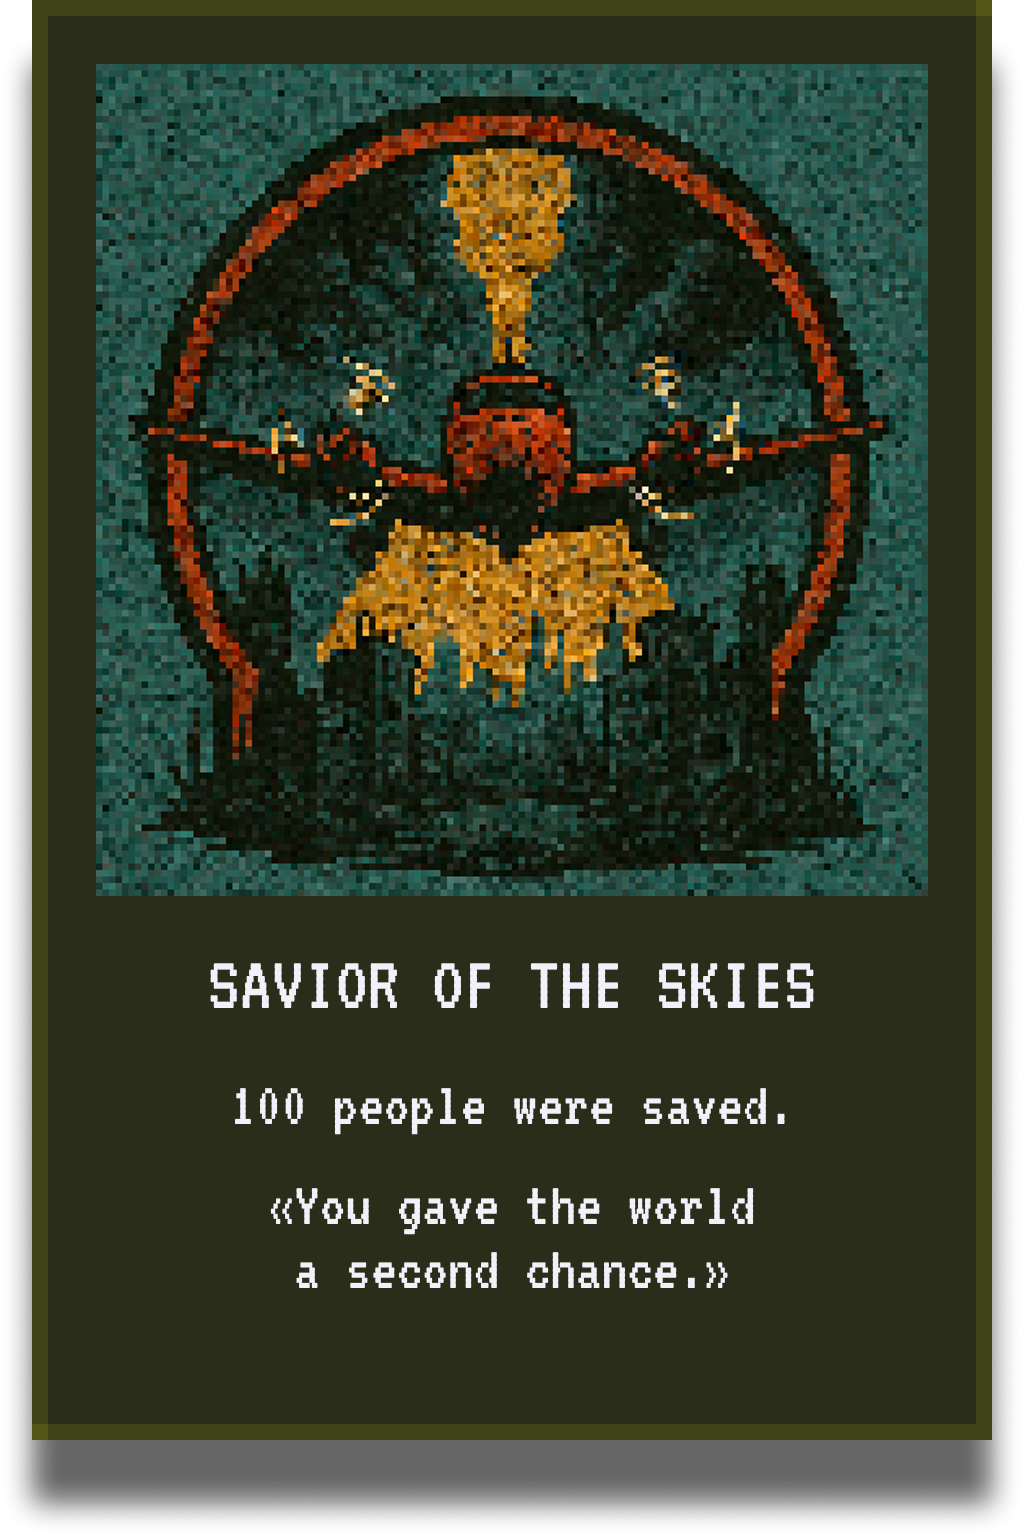 SAVIOR OF THE SKIES
100 people were saved.
«You gave the world
a second chance.»